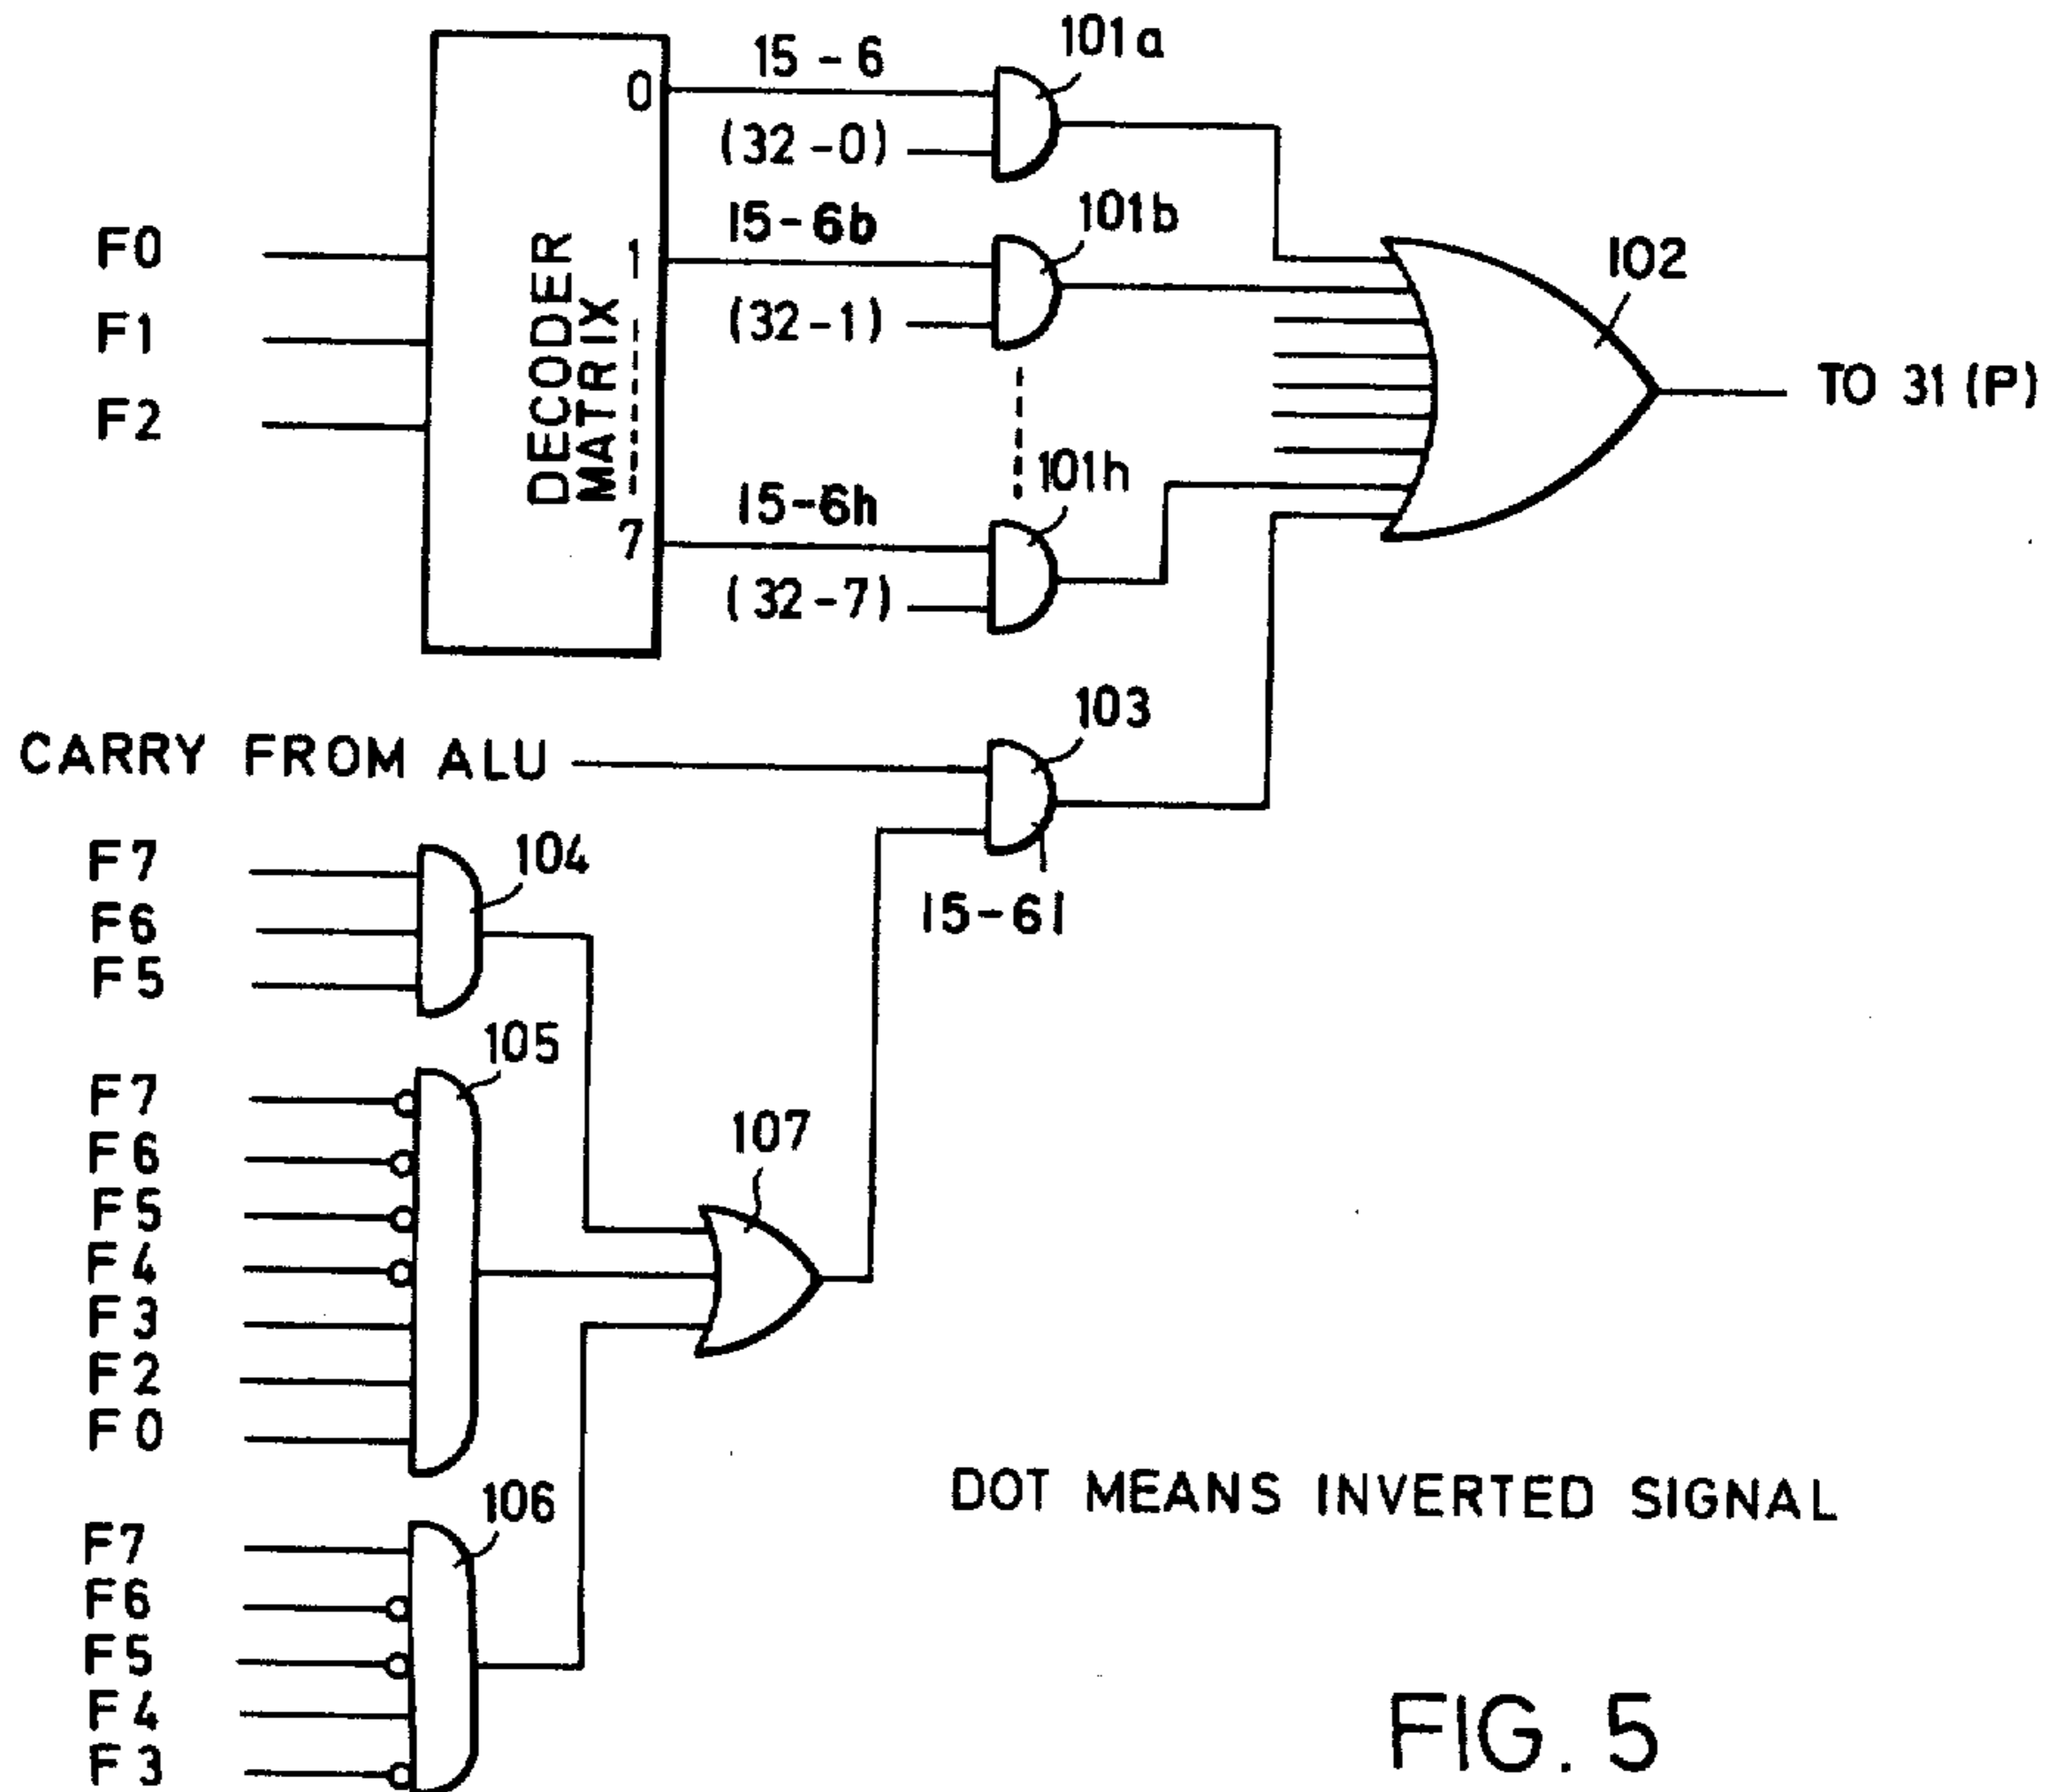 101a
15-6
0
(32-0)
101b
15-6b
F0
1
102
(32-1)
F1
DECODER
MATRIX
TO 31 (P)
F2
101h
15-6h
7
(32-7)
103
CARRY FROM ALU
F7
104
F6
15-61
F5
105
F7
107
F6
F5
F4
F3
F2
F0
DOT MEANS INVERTED SIGNAL
106
F7
F6
F5
F4
F3
FIG. 5